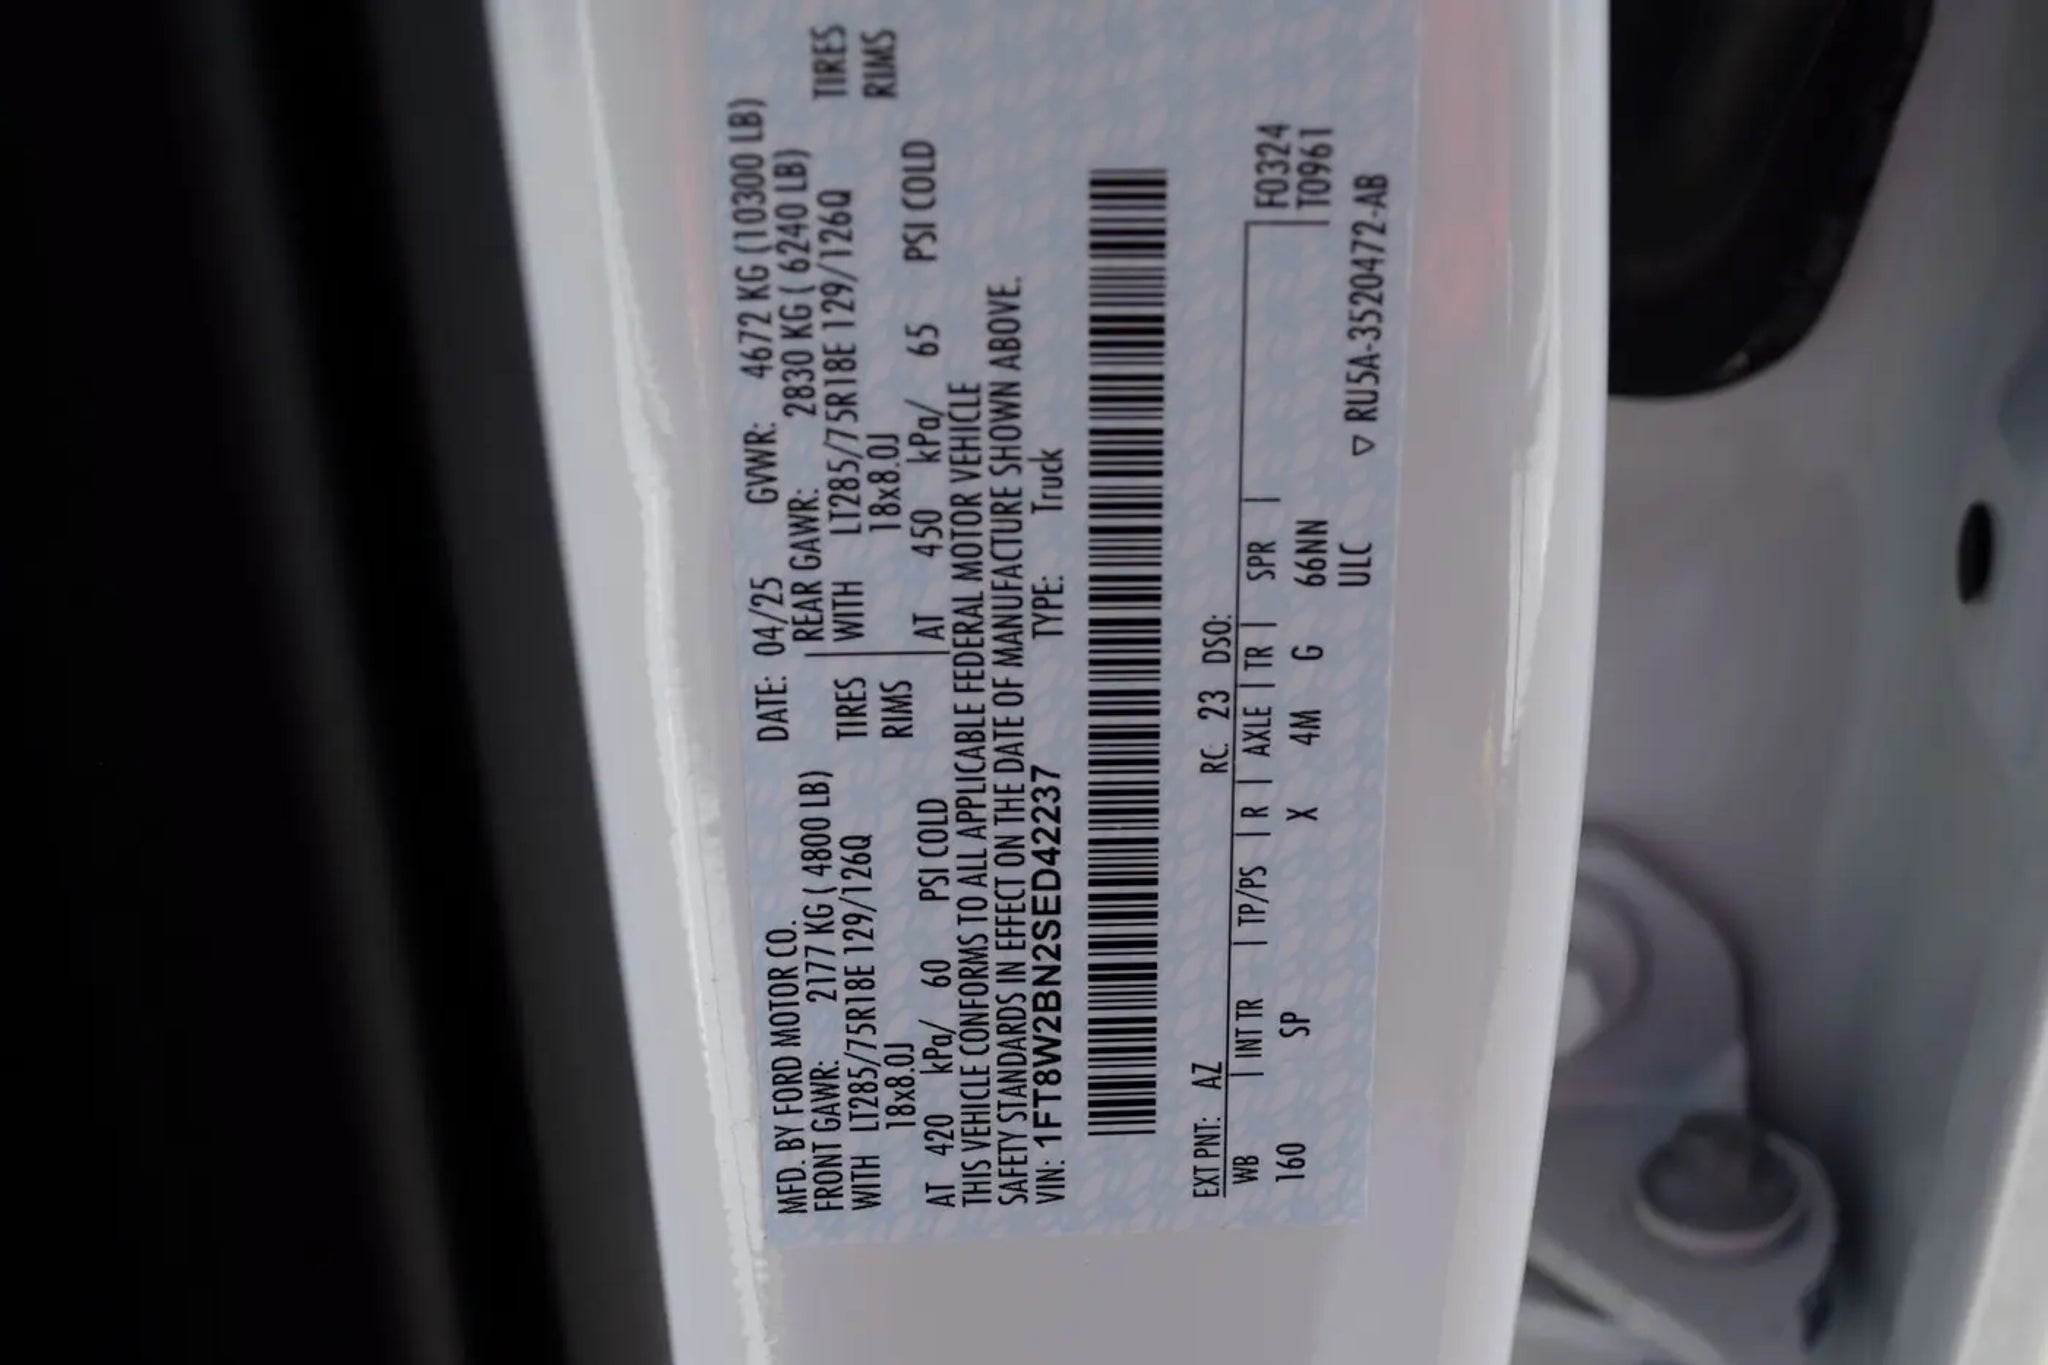 MFD. BY FORD MOTOR CO. DATE: 04/25 GVWR: 4672 KG (10300 LB)
FRONT GAWR: 2177 KG ( 4800 LB) REAR GAWR: 2830 KG ( 6240 LB)
WITH LT285/75R18E 129/126Q TIRES WITH LT285/75R18E 129/126Q TIRES
18x8.0J RIMS 18x8.0J RIMS
AT 420 kPa/ 60 PSI COLD AT 450 kPa/ 65 PSI COLD
THIS VEHICLE CONFORMS TO ALL APPLICABLE FEDERAL MOTOR VEHICLE
SAFETY STANDARDS IN EFFECT ON THE DATE OF MANUFACTURE SHOWN ABOVE.
VIN: 1FT8W2BN2SED42237 TYPE: Truck
EXT PNT: AZ RC: 23 DSO:
WB | INT TR | TP/PS | R | AXLE | TR | SPR | F0324
160 SP X 4M G 66NN T0961
ULC ▽ RU5A-3520472-AB